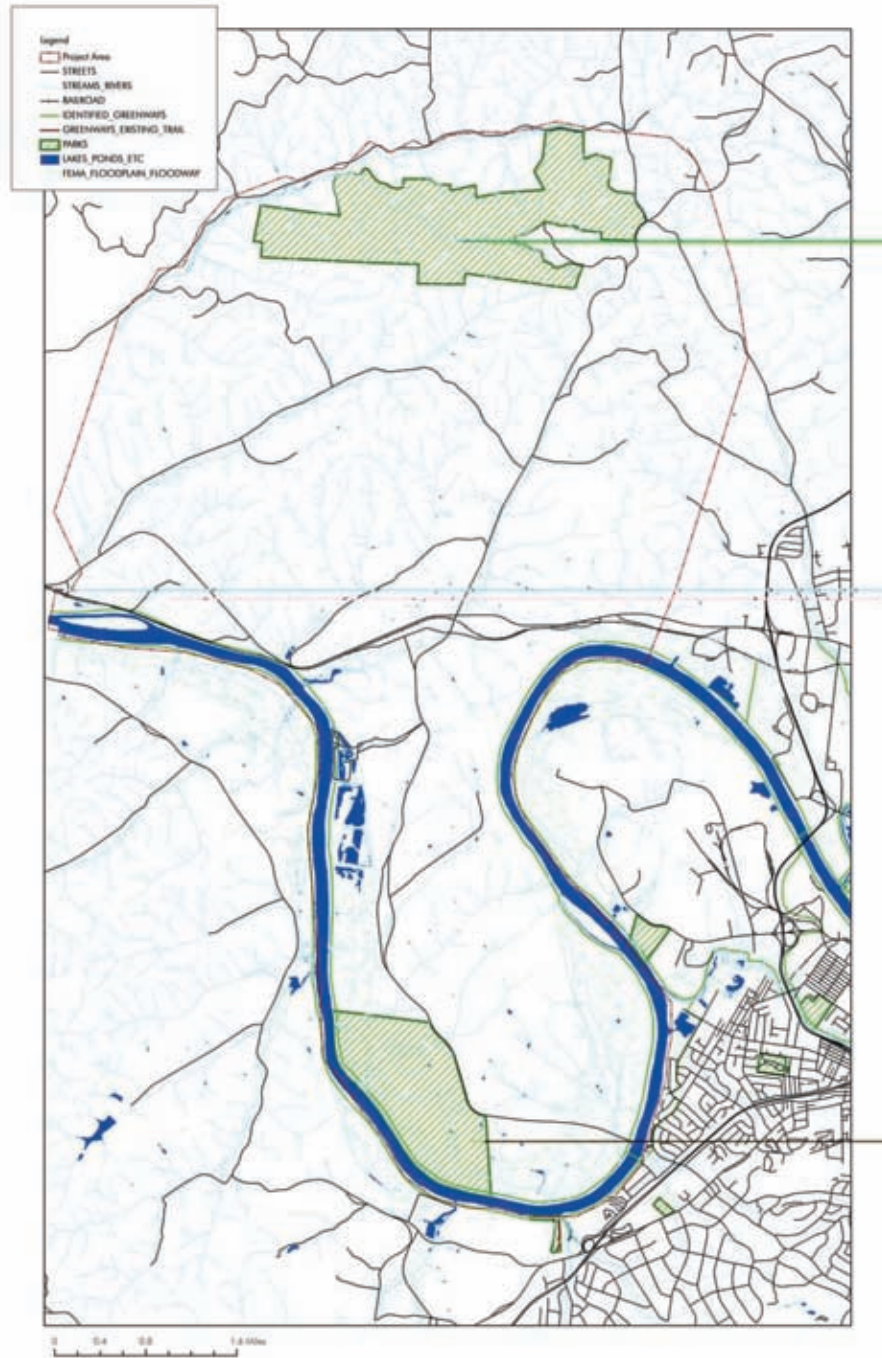 Legend
Project Area
STREETS
STREAMS_RIVERS
RAILROAD
IDENTIFIED_GREENWAYS
GREENWAYS_EXISTING_TRAIL
PARKS
LAKES_PONDS_ETC
FEMA_FLOODPLAIN_FLOODWAY
0 0.4 0.8 1.6 Miles